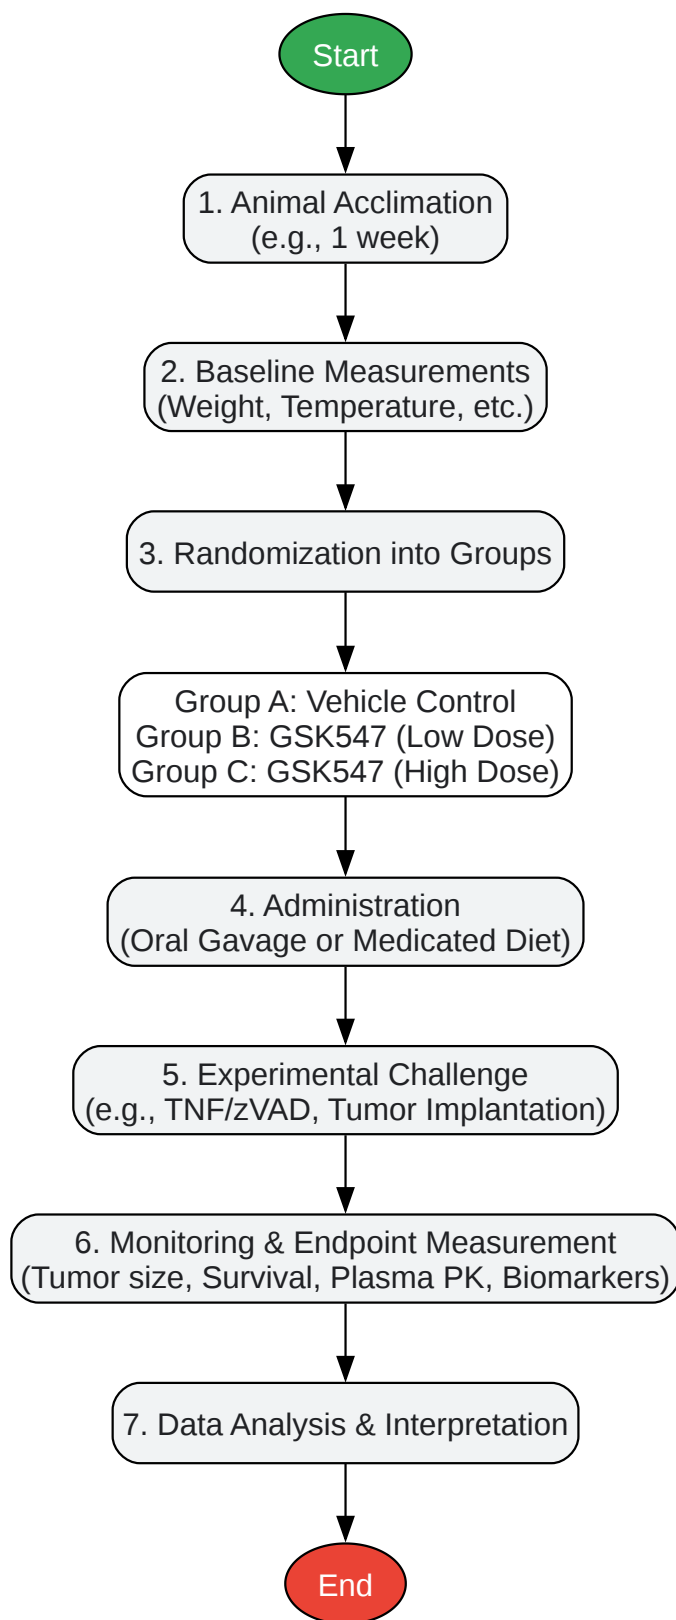 Start
1. Animal Acclimation
(e.g., 1 week)
2. Baseline Measurements
(Weight, Temperature, etc.)
3. Randomization into Groups
Group A: Vehicle Control
Group B: GSK547 (Low Dose)
Group C: GSK547 (High Dose)
4. Administration
(Oral Gavage or Medicated Diet)
5. Experimental Challenge
(e.g., TNF/zVAD, Tumor Implantation)
6. Monitoring & Endpoint Measurement
(Tumor size, Survival, Plasma PK, Biomarkers)
7. Data Analysis & Interpretation
End